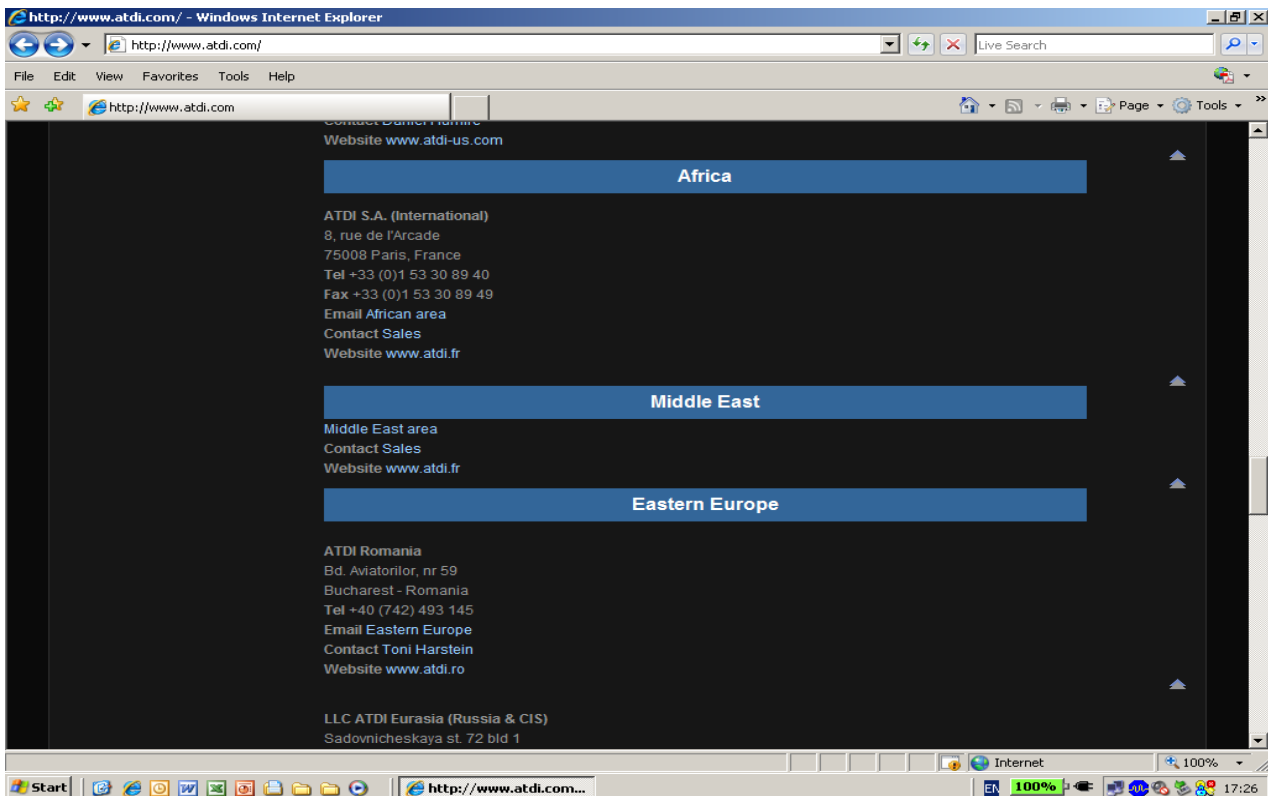 http://www.atdi.com/ - Windows Internet Explorer
http://www.atdi.com/
Live Search
File Edit View Favorites Tools Help
http://www.atdi.com
Page Tools
Contact Daniel Humire
Website www.atdi-us.com
Africa
ATDI S.A. (International)
8, rue de l'Arcade
75008 Paris, France
Tel +33 (0)1 53 30 89 40
Fax +33 (0)1 53 30 89 49
Email African area
Contact Sales
Website www.atdi.fr
Middle East
Middle East area
Contact Sales
Website www.atdi.fr
Eastern Europe
ATDI Romania
Bd. Aviatorilor, nr 59
Bucharest - Romania
Tel +40 (742) 493 145
Email Eastern Europe
Contact Toni Harstein
Website www.atdi.ro
LLC ATDI Eurasia (Russia & CIS)
Sadovnicheskaya st. 72 bld 1
Internet 100%
Start http://www.atdi.com... EN 100% 17:26